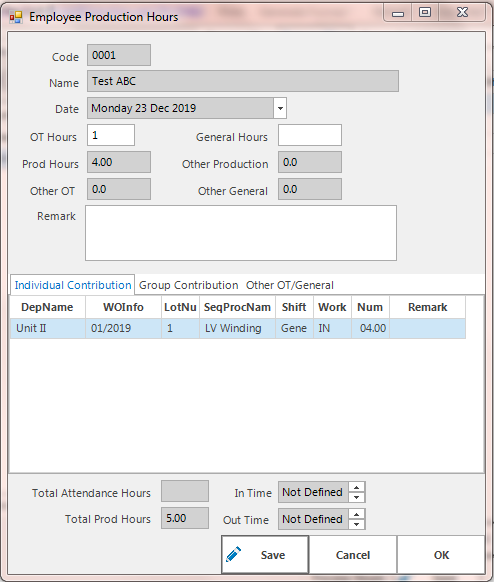 Employee Production Hours
Code 0001
Name Test ABC
Date Monday 23 Dec 2019
OT Hours 1 General Hours
Prod Hours 4.00 Other Production 0.0
Other OT 0.0 Other General 0.0
Remark
Individual Contribution Group Contribution Other OT/General
DepName WOInfo LotNu SeqProcNam Shift Work Num Remark
Unit II 01/2019 1 LV Winding Gene IN 04.00
Total Attendance Hours In Time Not Defined
Total Prod Hours 5.00 Out Time Not Defined
Save Cancel OK